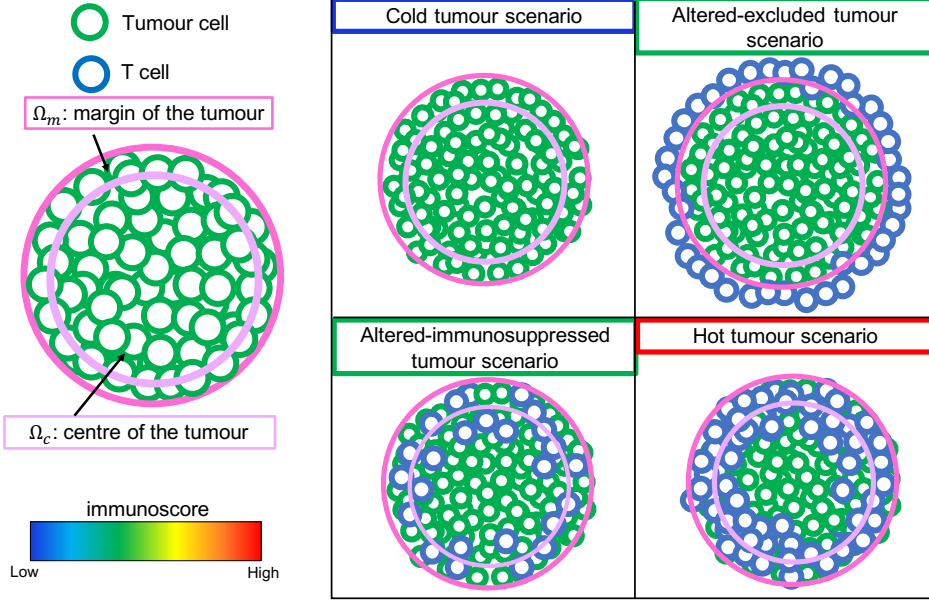 Tumour cell
T cell
Ω𝑚: margin of the tumour
Ω𝑐: centre of the tumour
immunoscore
Low
High
Cold tumour scenario
Altered-excluded tumour
scenario
Altered-immunosuppressed
tumour scenario
Hot tumour scenario